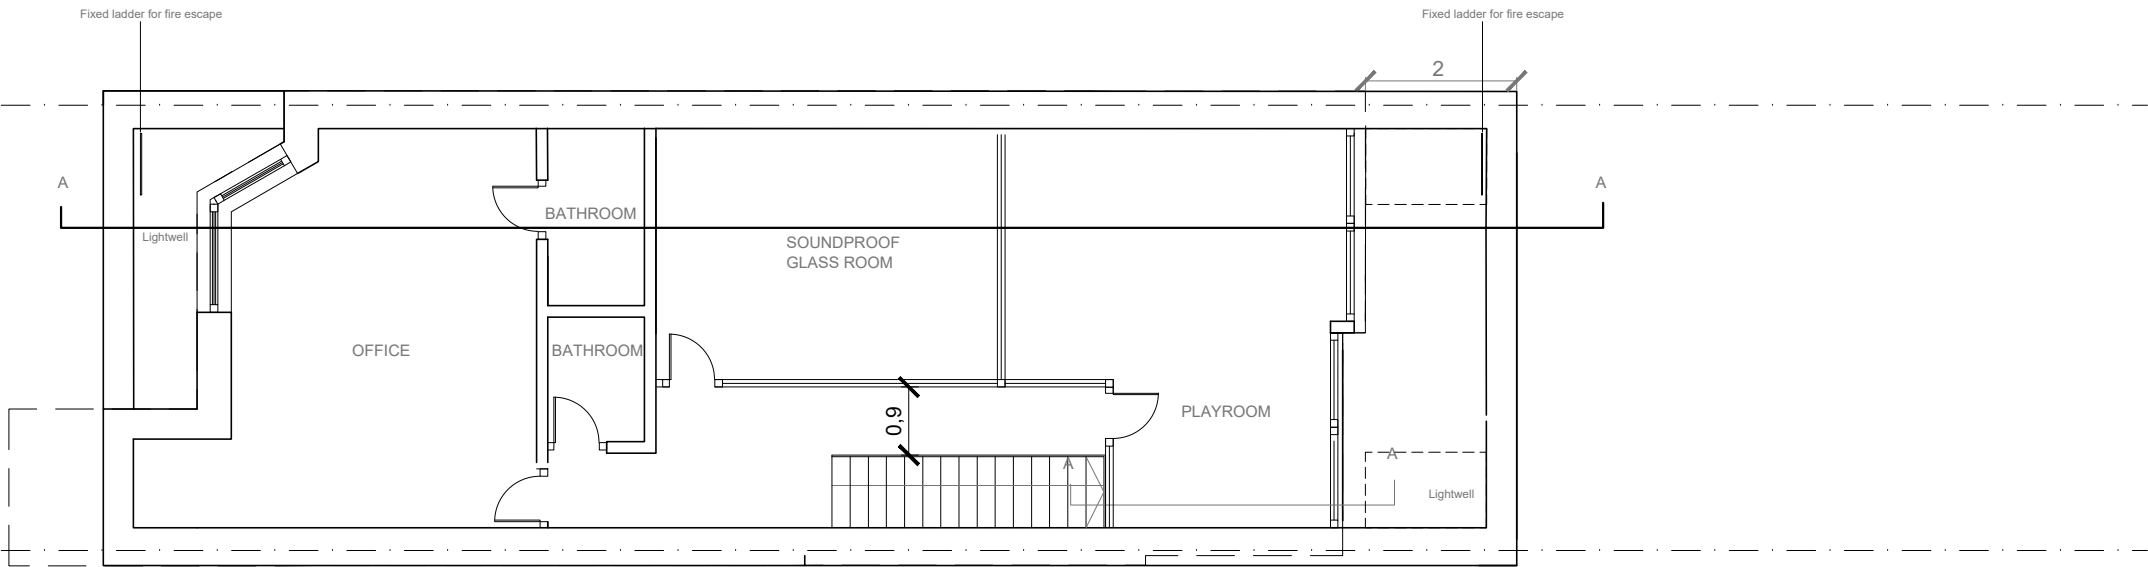 Fixed ladder for fire escape
Fixed ladder for fire escape
2
A
A
BATHROOM
Lightwell
SOUNDPROOF
GLASS ROOM
OFFICE
BATHROOM
0,9
PLAYROOM
A
A
Lightwell